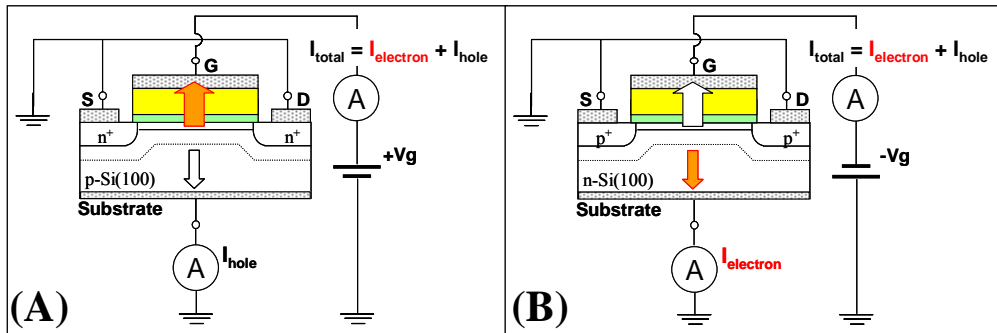 I_total = I_electron + I_hole
G
A
S
D
n+
n+
+Vg
p-Si(100)
Substrate
A
I_hole
(A)
I_total = I_electron + I_hole
G
A
S
D
p+
p+
-Vg
n-Si(100)
Substrate
A
I_electron
(B)